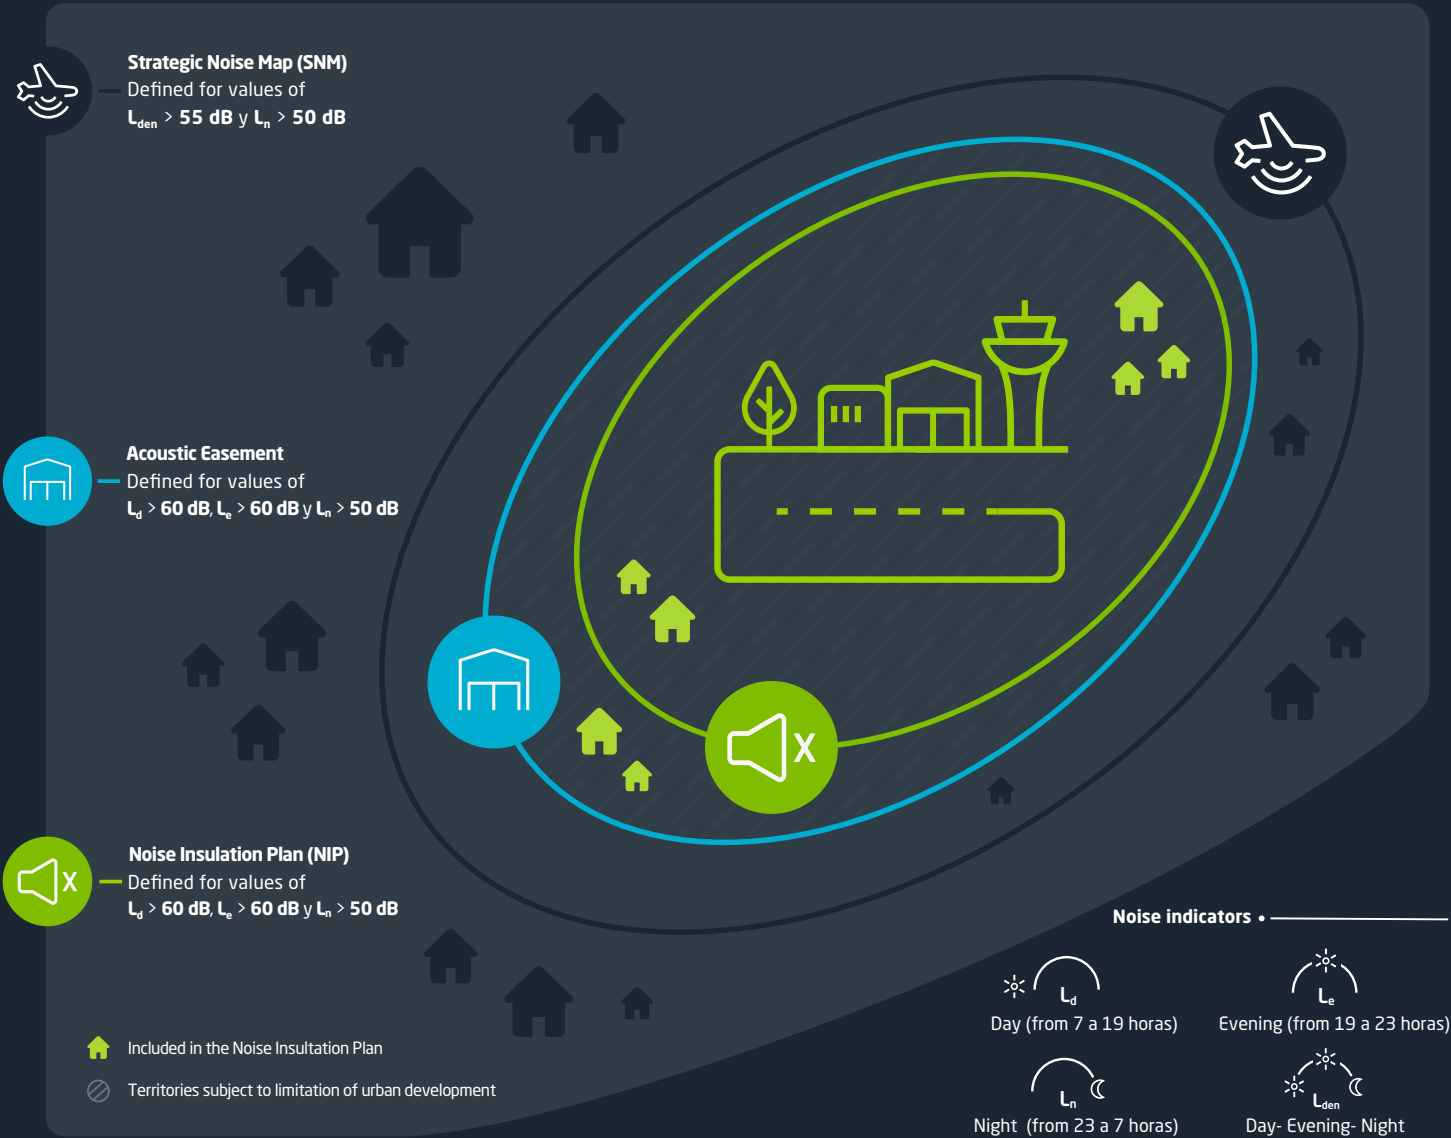 Strategic Noise Map (SNM)
Defined for values of
Lden > 55 dB y Ln > 50 dB
Acoustic Easement
Defined for values of
Ld > 60 dB, Le > 60 dB y Ln > 50 dB
X
Noise Insulation Plan (NIP)
Defined for values of
Ld > 60 dB, Le > 60 dB y Ln > 50 dB
X
Noise indicators
Ld
Day (from 7 a 19 horas)
Le
Evening (from 19 a 23 horas)
Ln
Night (from 23 a 7 horas)
Lden
Day- Evening- Night
Included in the Noise Insultation Plan
Territories subject to limitation of urban development